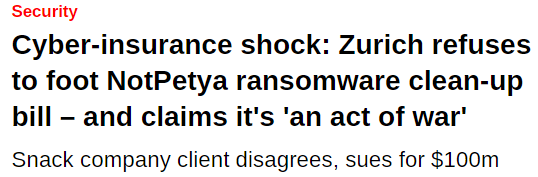 Security
Cyber-insurance shock: Zurich refuses
to foot NotPetya ransomware clean-up
bill – and claims it's 'an act of war'
Snack company client disagrees, sues for $100m